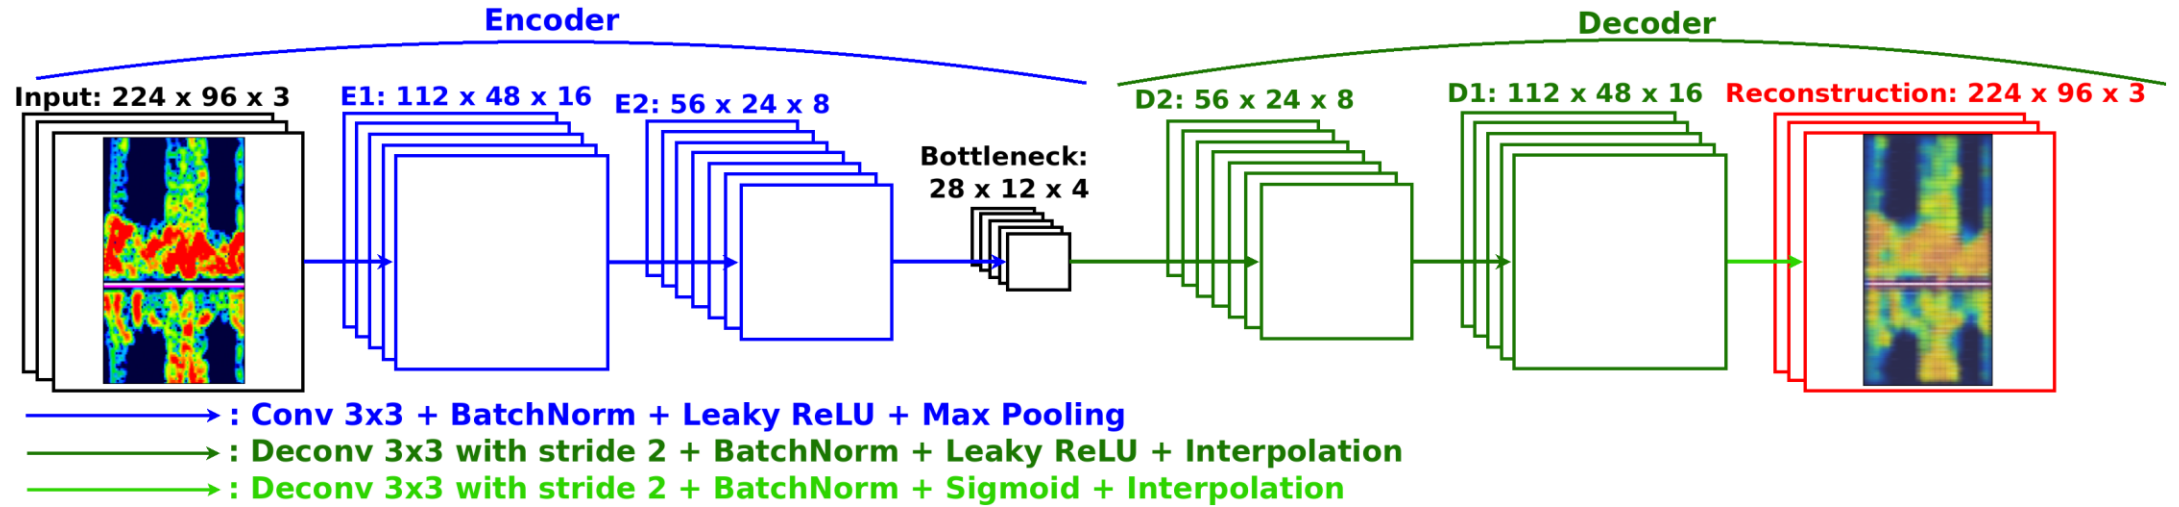 Encoder
Decoder
Input: 224 x 96 x 3
E1: 112 x 48 x 16
E2: 56 x 24 x 8
Bottleneck:
28 x 12 x 4
D2: 56 x 24 x 8
D1: 112 x 48 x 16
Reconstruction: 224 x 96 x 3
: Conv 3x3 + BatchNorm + Leaky ReLU + Max Pooling
: Deconv 3x3 with stride 2 + BatchNorm + Leaky ReLU + Interpolation
: Deconv 3x3 with stride 2 + BatchNorm + Sigmoid + Interpolation